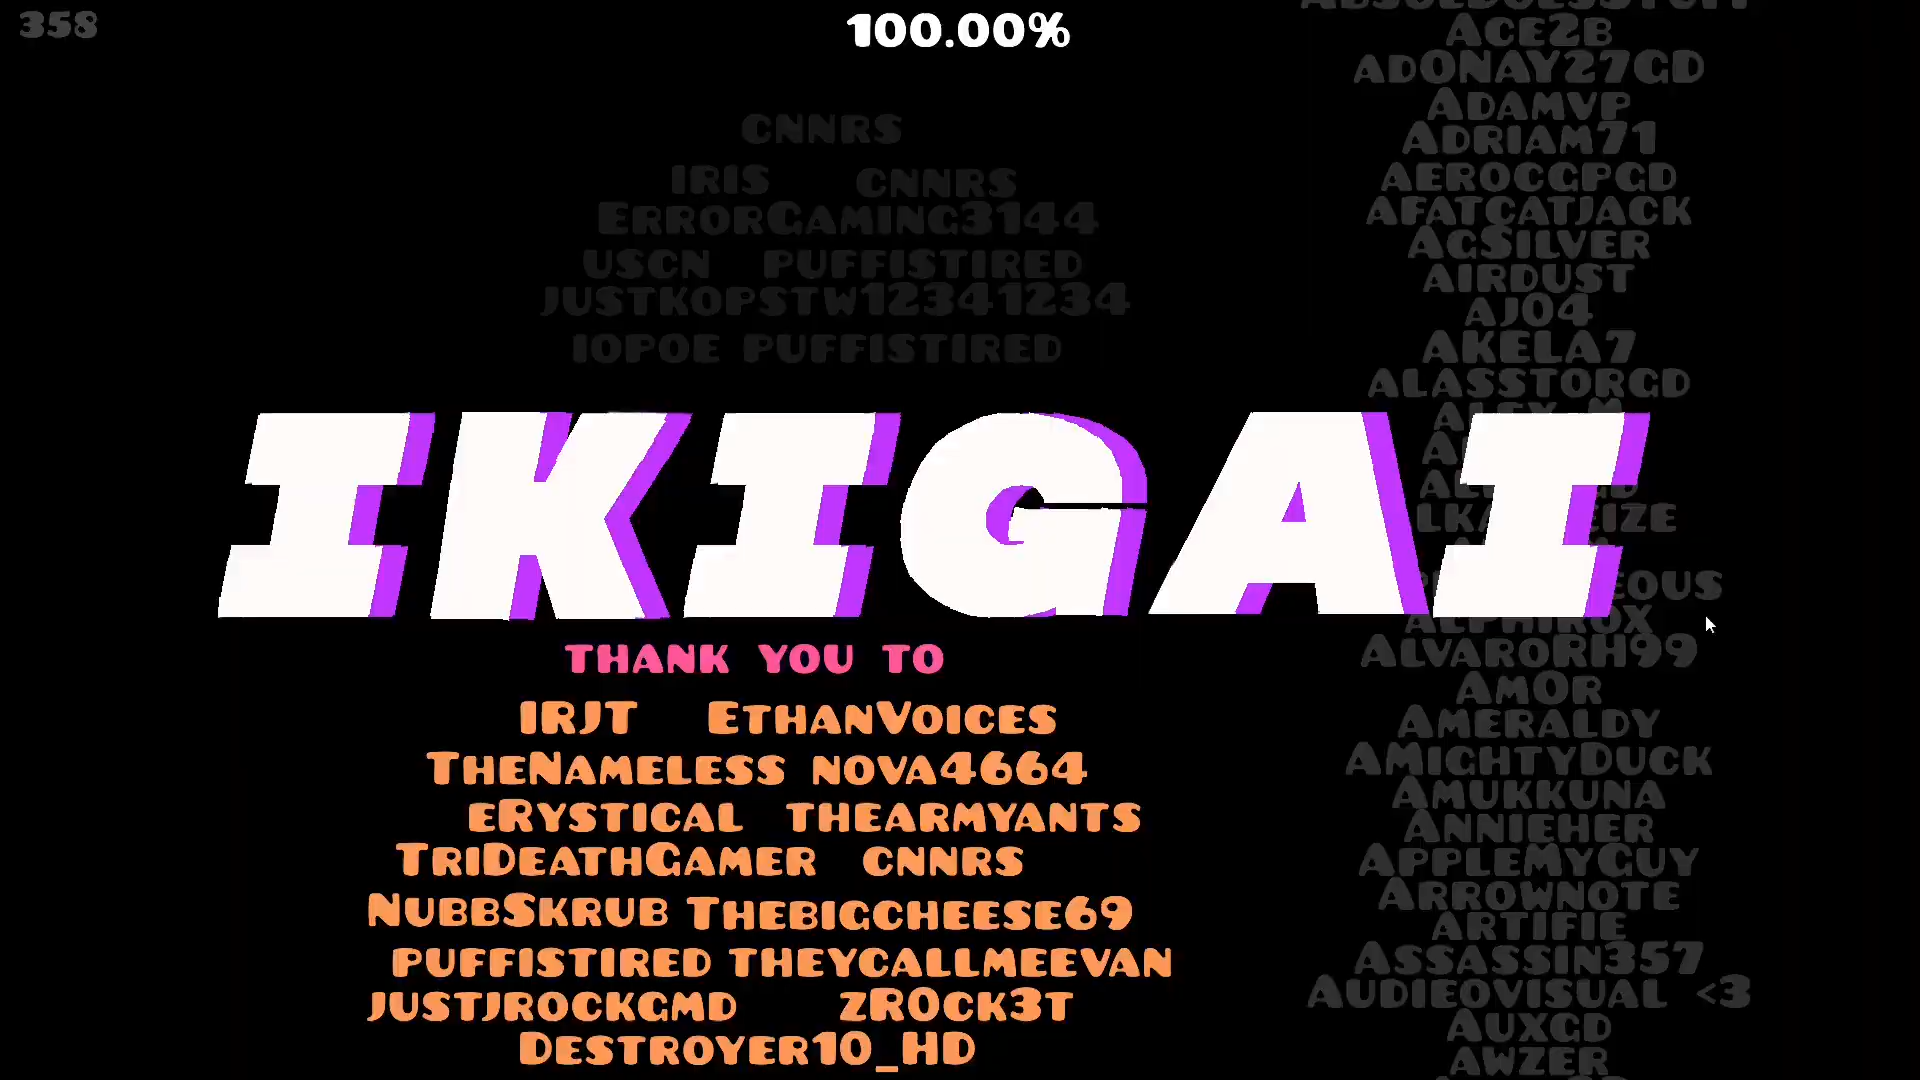 358
100.00%
CNNRS
IRIS CNNRS
ERRORGAMING3144
USCN PUFFISTIRED
JUSTKOPSTW12341234
IOPOE PUFFISTIRED
IKIGAI
THANK YOU TO
IRJT ETHANVOICES
THENAMELESS NOVA4664
ERYSTICAL THEARMYANTS
TRIDEATHGAMER CNNRS
NUBBSKRUB THEBIGCHEESE69
PUFFISTIRED THEYCALLMEEVAN
JUSTJROCKGMD ZR0CK3T
DESTROYER10_HD
ACE2B
ADONAY27GD
ADAMVP
ADRIAM71
AEROCGPGD
AFATCATJACK
AGSILVER
AIRDUST
AJ04
AKELA7
ALASSTORGD
ALPHIROX
ALVARORH99
AMOR
AMERALDY
AMIGHTYDUCK
AMUKKUNA
ANNIEHER
APPLEMYGUY
ARROWNOTE
ARTIFIE
ASSASSIN357
AUDIEOVISUAL <3
AUXGD
AWZER